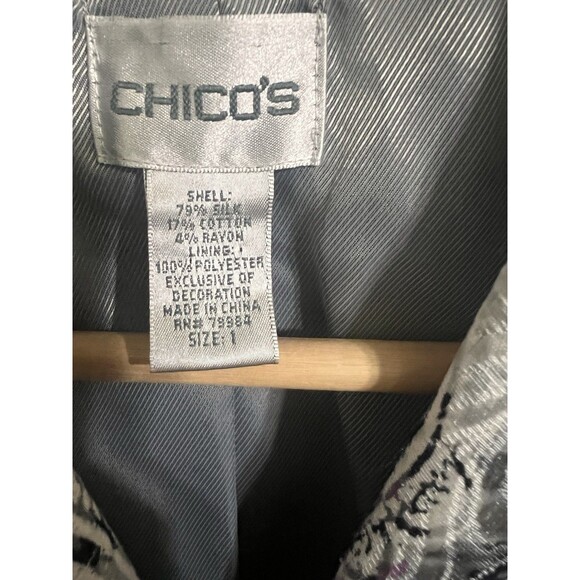 CHICO'S
SHELL:
79% SILK
17% COTTON
4% RAYON
LINING:
100% POLYESTER
EXCLUSIVE OF
DECORATION
MADE IN CHINA
RN# 79984
SIZE: 1